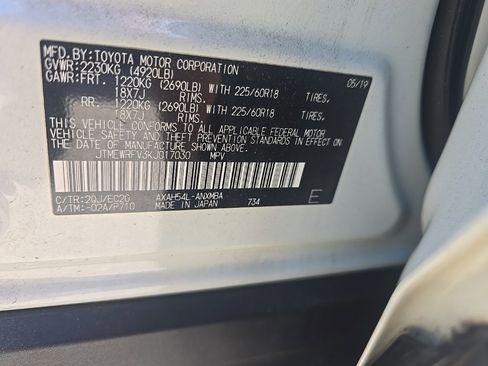 MFD.BY:TOYOTA MOTOR CORPORATION 05/19
GVWR:2230KG (4920LB)
GAWR:FRT. 1220KG (2690LB) WITH 225/60R18 TIRES,
18X7J RIMS,
RR. 1220KG (2690LB) WITH 225/60R18 TIRES,
18X7J RIMS,
THIS VEHICLE CONFORMS TO ALL APPLICABLE FEDERAL MOTOR
VEHICLE SAFETY AND THEFT PREVENTION STANDARDS IN EFFECT ON
THE DATE OF MANUFACTURE SHOWN ABOVE.
JTMEWRFV3KJ017030 MPV
C/TR:2QJ/EC20 AXAH54L-ANXMBA
A/TM:-02A/P710 MADE IN JAPAN 734 E